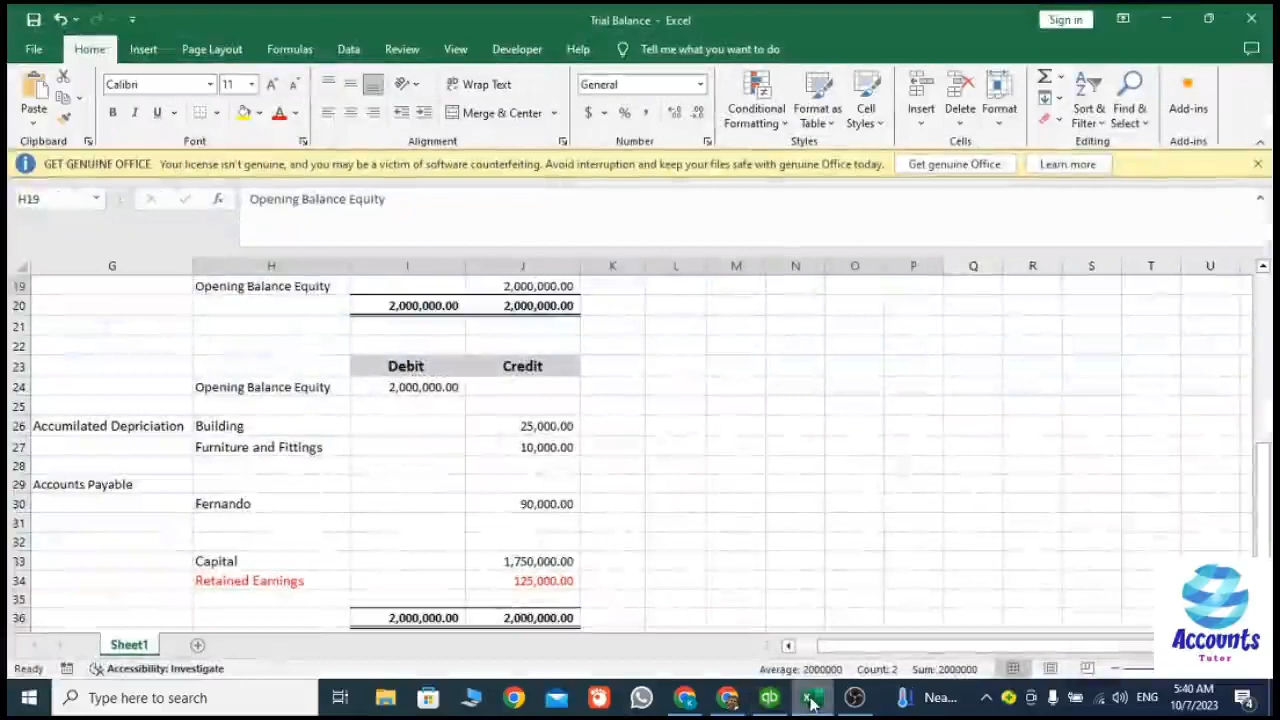 Trial Balance - Excel
Sign in
File Home Insert Page Layout Formulas Data Review View Developer Help Tell me what you want to do
Paste
Calibri 11
B I U A
Wrap Text
Merge & Center
General
$ % ,
Conditional Formatting
Format as Table
Cell Styles
Insert
Delete
Format
Sort & Filter
Find & Select
Add-ins
Clipboard Font Alignment Number Styles Cells Editing Add-ins
GET GENUINE OFFICE Your license isn't genuine, and you may be a victim of software counterfeiting. Avoid interruption and keep your files safe with genuine Office today. Get genuine Office Learn more
H19 fx Opening Balance Equity
G H I J K L M N O P Q R S T U
19 Opening Balance Equity 2,000,000.00
20 2,000,000.00 2,000,000.00
21
22
23 Debit Credit
24 Opening Balance Equity 2,000,000.00
25
26 Accumilated Depriciation Building 25,000.00
27 Furniture and Fittings 10,000.00
28
29 Accounts Payable
30 Fernando 90,000.00
31
32
33 Capital 1,750,000.00
34 Retained Earnings 125,000.00
35
36 2,000,000.00 2,000,000.00
Sheet1
Ready Accessibility: Investigate Average: 2000000 Count: 2 Sum: 2000000
Accounts
Tutor
Type here to search
qb
Nea...
ENG
5:40 AM
10/7/2023
4